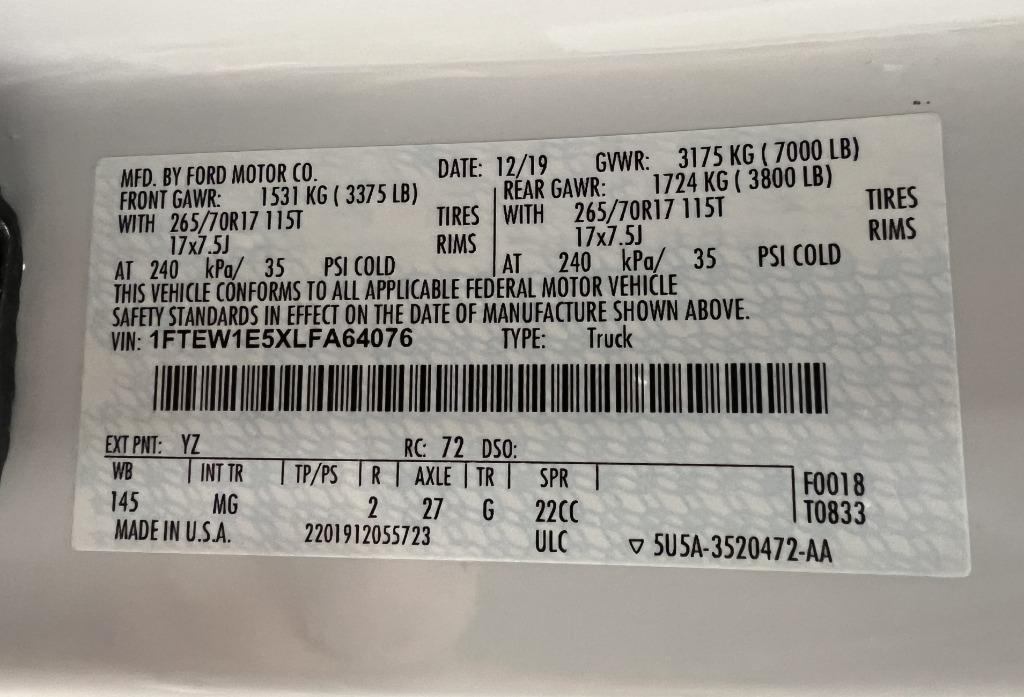 MFD. BY FORD MOTOR CO. DATE: 12/19 GVWR: 3175 KG ( 7000 LB)
FRONT GAWR: 1531 KG ( 3375 LB) REAR GAWR: 1724 KG ( 3800 LB)
WITH 265/70R17 115T TIRES WITH 265/70R17 115T TIRES
17x7.5J RIMS 17x7.5J RIMS
AT 240 kPa/ 35 PSI COLD AT 240 kPa/ 35 PSI COLD
THIS VEHICLE CONFORMS TO ALL APPLICABLE FEDERAL MOTOR VEHICLE
SAFETY STANDARDS IN EFFECT ON THE DATE OF MANUFACTURE SHOWN ABOVE.
VIN: 1FTEW1E5XLFA64076 TYPE: Truck
EXT PNT: YZ RC: 72 DSO:
WB INT TR TP/PS R AXLE TR SPR F0018
145 MG 2 27 G 22CC T0833
MADE IN U.S.A. 2201912055723 ULC ▽ 5U5A-3520472-AA